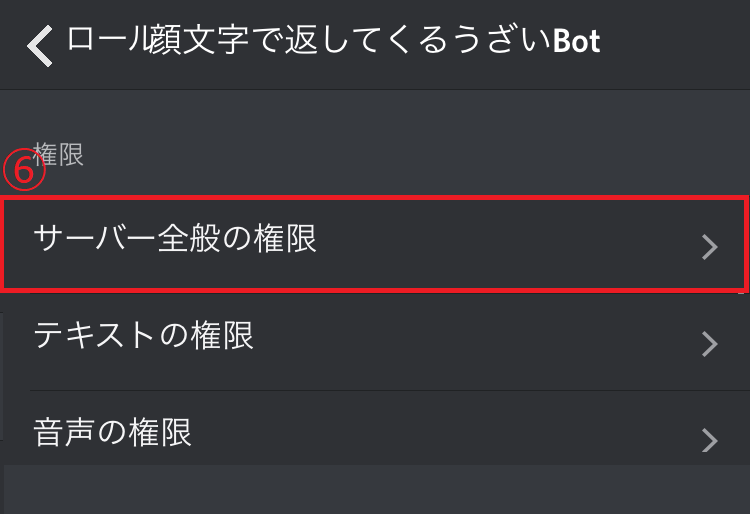 ロール顔文字で返してくるうざいBot
権限
⑥
サーバー全般の権限
テキストの権限
音声の権限